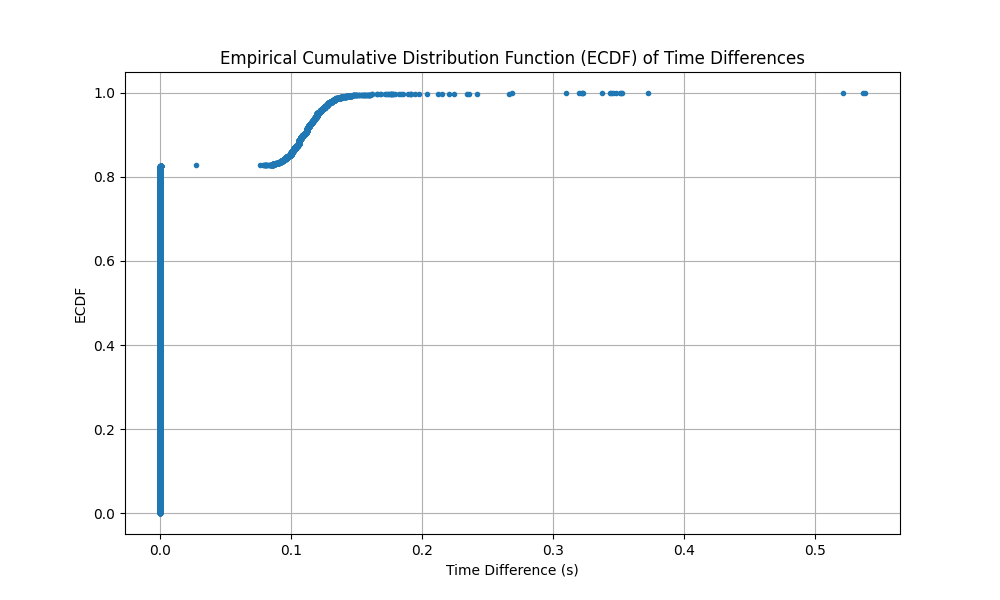 Empirical Cumulative Distribution Function (ECDF) of Time Differences
1.0
0.8
0.6
0.4
0.2
0.0
ECDF
0.0 0.1 0.2 0.3 0.4 0.5
Time Difference (s)